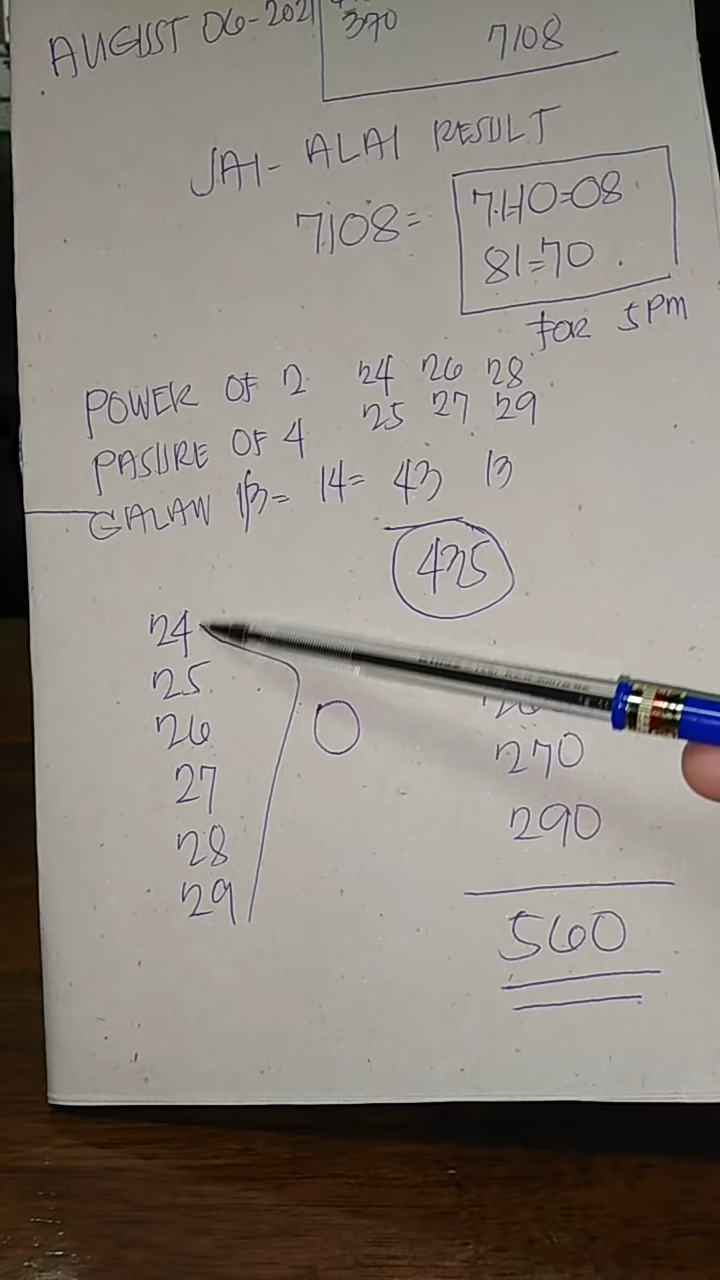 AUGUST 06-2021
370 7108
JAI- ALAI RESULT
7108=
7.1-10=08
81=70.
for 5pm
POWER OF 2 24 26 28
PASURE OF 4 25 27 29
GALAW 13= 14= 43 13
435
24
25
26
27
28
29
0
270
290
560